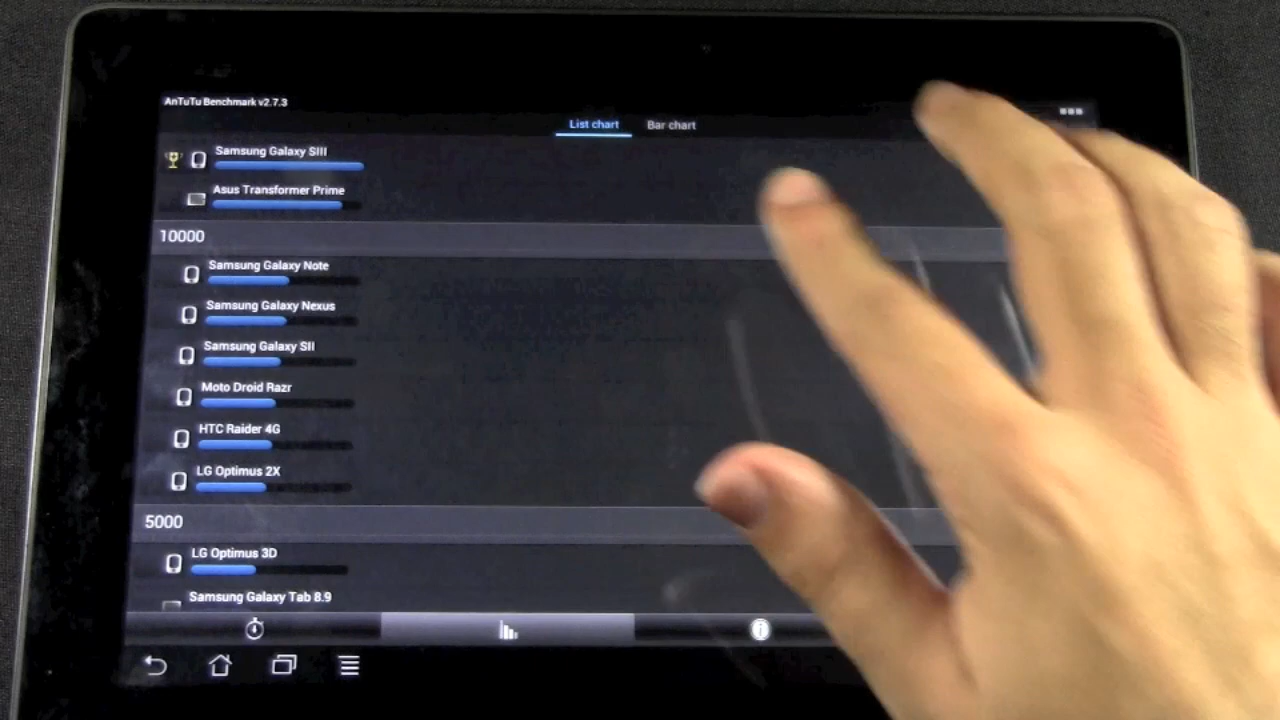 AnTuTu Benchmark v2.7.3
List chart
Bar chart
Samsung Galaxy SIII
Asus Transformer Prime
10000
Samsung Galaxy Note
Samsung Galaxy Nexus
Samsung Galaxy SII
Moto Droid Razr
HTC Raider 4G
LG Optimus 2X
5000
LG Optimus 3D
Samsung Galaxy Tab 8.9